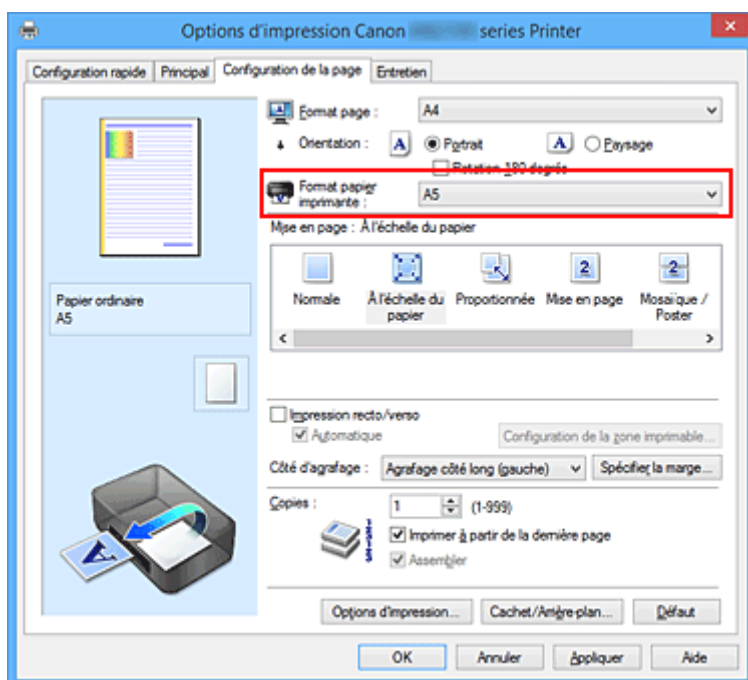 Options d'impression Canon series Printer
Configuration rapide Principal Configuration de la page Entretien
Format page : A4
Orientation : A Portrait A Paysage
Rotation 180 degrés
Format papier
imprimante : A5
Mise en page : À l'échelle du papier
2 2
Normale À l'échelle du Proportionnée Mise en page Mosaïque /
papier Poster
Papier ordinaire
A5
Impression recto/verso
Automatique Configuration de la zone imprimable...
Côté d'agrafage : Agrafage côté long (gauche) Spécifier la marge...
Copies : 1 (1-999)
Imprimer à partir de la dernière page
Assembler
A
Options d'impression... Cachet/Arrière-plan... Défaut
OK Annuler Appliquer Aide